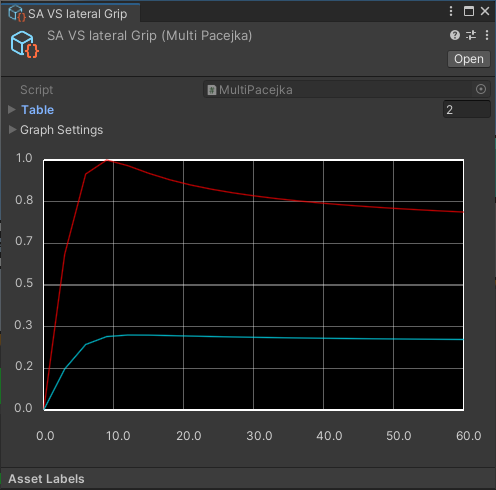 SA VS lateral Grip
SA VS lateral Grip (Multi Pacejka)
Open
Script
MultiPacejka
Table
2
Graph Settings
1.0
0.8
0.7
0.5
0.3
0.2
0.0
0.0 10.0 20.0 30.0 40.0 50.0 60.0
Asset Labels